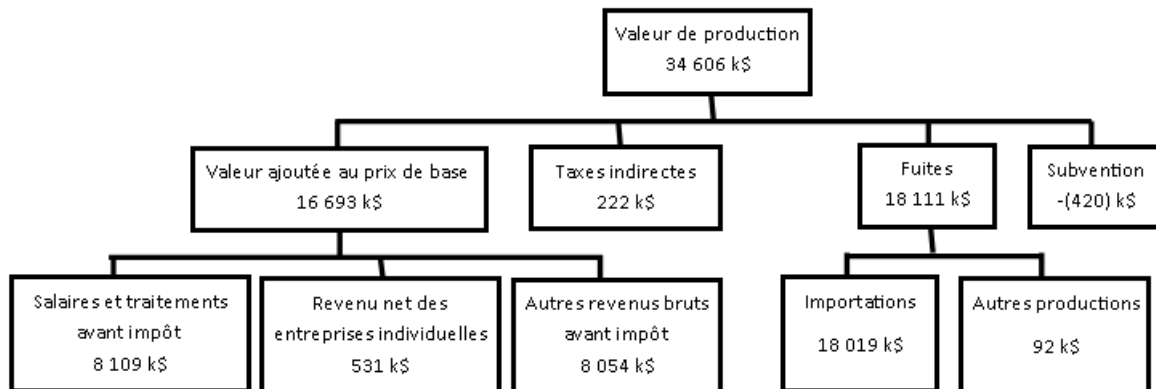 Valeur de production
34 606 k$
Valeur ajoutée au prix de base
16 693 k$
Taxes indirectes
222 k$
Fuites
18 111 k$
Subvention
-(420) k$
Salaires et traitements
avant impôt
8 109 k$
Revenu net des
entreprises individuelles
531 k$
Autres revenus bruts
avant impôt
8 054 k$
Importations
18 019 k$
Autres productions
92 k$